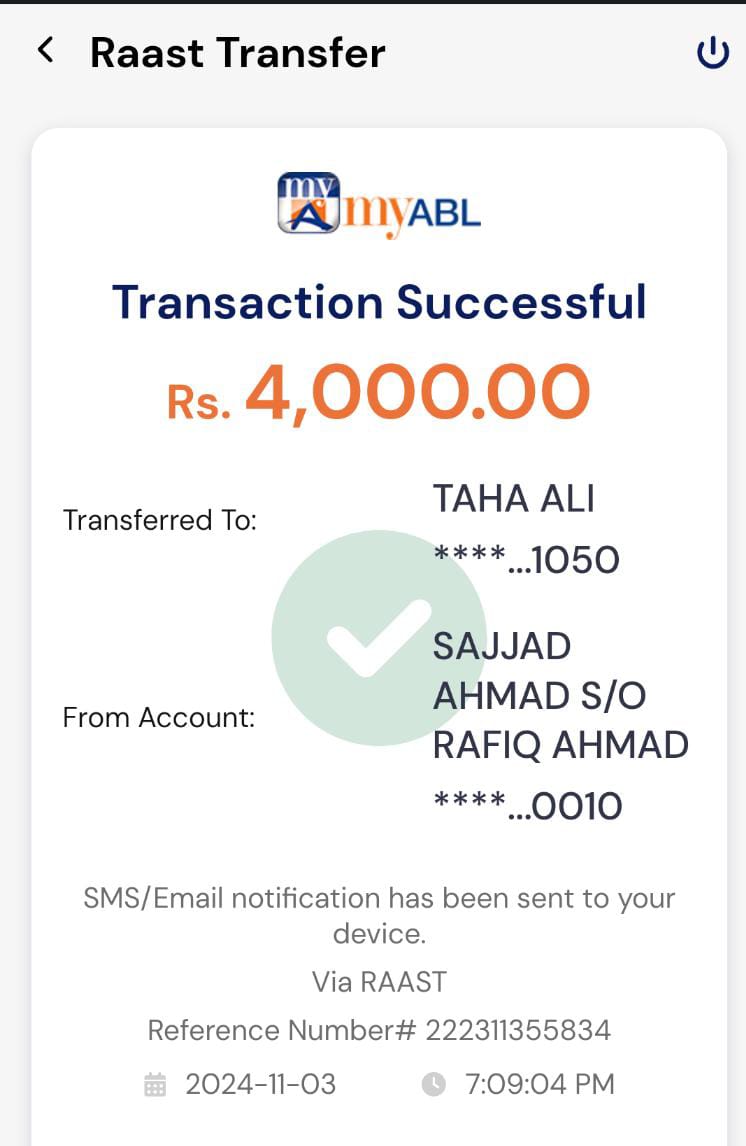 Raast Transfer
my myABL
Transaction Successful
Rs. 4,000.00
Transferred To:
TAHA ALI
****...1050
From Account:
SAJJAD
AHMAD S/O
RAFIQ AHMAD
****...0010
SMS/Email notification has been sent to your
device.
Via RAAST
Reference Number# 222311355834
2024-11-03 7:09:04 PM